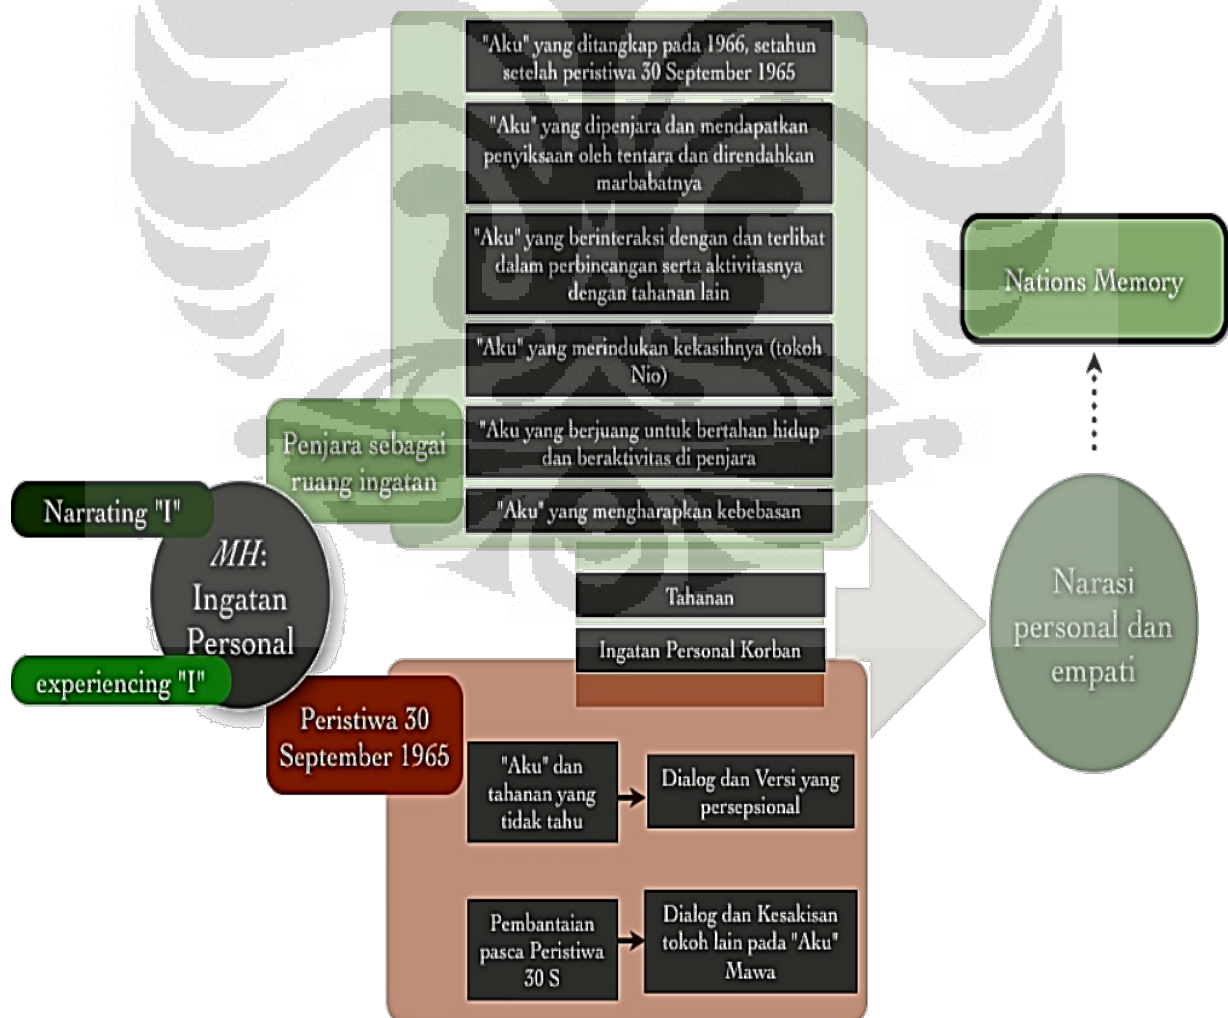 "Aku" yang ditangkap pada 1966, setahun
setelah peristiwa 30 September 1965
"Aku" yang dipenjara dan mendapatkan
penyiksaan oleh tentara dan direndahkan
marbabatnya
"Aku" yang berinteraksi dengan dan terlibat
dalam perbincangan serta aktivitasnya
dengan tahanan lain
"Aku" yang merindukan kekasihnya (tokoh
Nio)
"Aku yang berjuang untuk bertahan hidup
dan beraktivitas di penjara
"Aku" yang mengharapkan kebebasan
Penjara sebagai
ruang ingatan
Narrating "I"
MH:
Ingatan
Personal
experiencing "I"
Tahanan
Ingatan Personal Korban
Peristiwa 30
September 1965
"Aku" dan
tahanan yang
tidak tahu
Dialog dan Versi yang
persepsional
Pembantaian
pasca Peristiwa
30 S
Dialog dan Kesakisan
tokoh lain pada "Aku"
Mawa
Nations Memory
Narasi
personal dan
empati